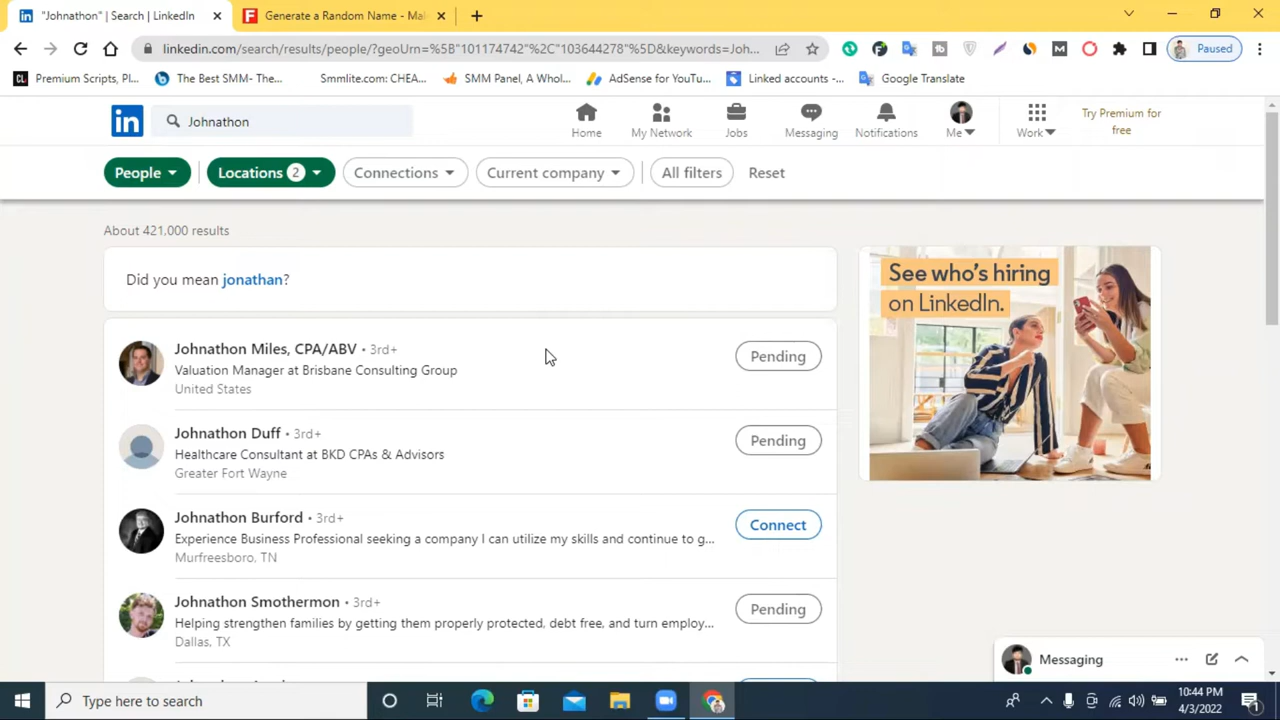 "Johnathon" | Search | LinkedIn
Generate a Random Name - Mak
linkedin.com/search/results/people/?geoUrn=%5B"101174742"%2C"103644278"%5D&keywords=Joh...
Paused
Premium Scripts, Pl...
The Best SMM- The...
Smmlite.com: CHEA...
SMM Panel, A Whol...
AdSense for YouTu...
Linked accounts -...
Google Translate
in
Johnathon
Home
My Network
Jobs
Messaging
Notifications
Me
Work
Try Premium for
free
People
Locations 2
Connections
Current company
All filters
Reset
About 421,000 results
Did you mean jonathan?
Johnathon Miles, CPA/ABV • 3rd+
Valuation Manager at Brisbane Consulting Group
United States
Pending
Johnathon Duff • 3rd+
Healthcare Consultant at BKD CPAs & Advisors
Greater Fort Wayne
Pending
Johnathon Burford • 3rd+
Experience Business Professional seeking a company I can utilize my skills and continue to g...
Murfreesboro, TN
Connect
Johnathon Smothermon • 3rd+
Helping strengthen families by getting them properly protected, debt free, and turn employ...
Dallas, TX
Pending
See who's hiring
on LinkedIn.
Messaging
Type here to search
10:44 PM
4/3/2022